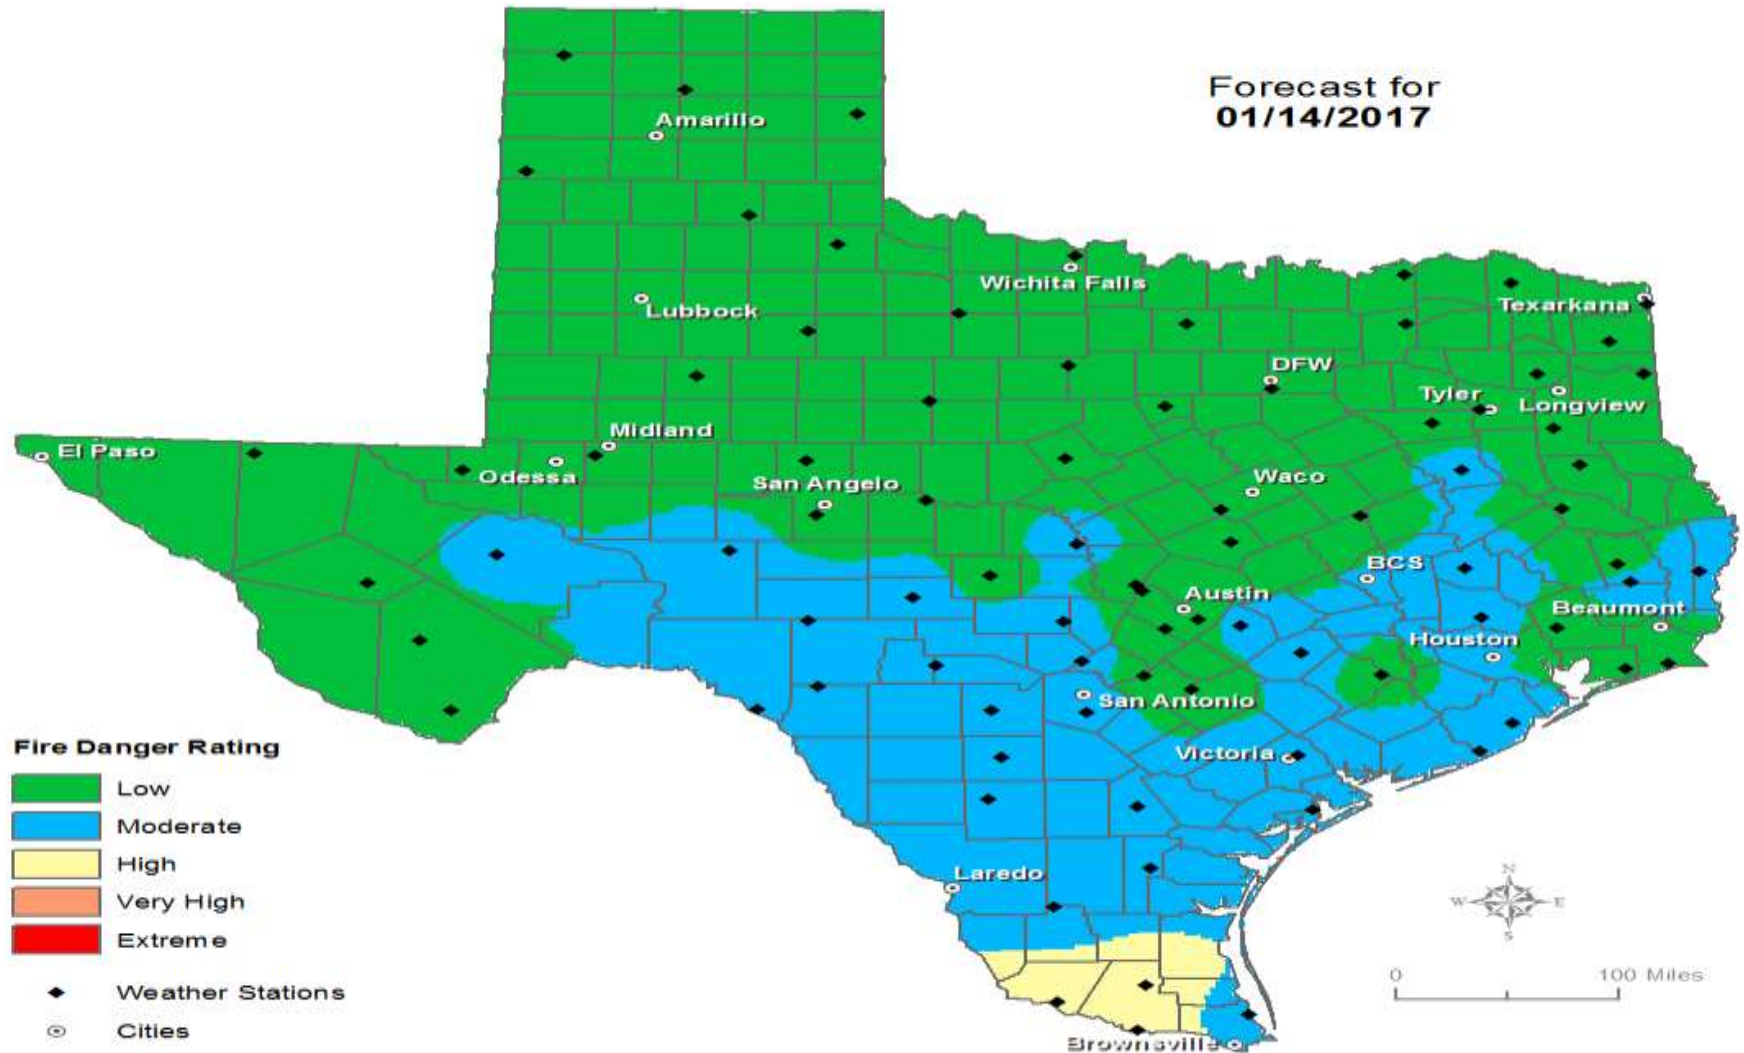 Forecast for
01/14/2017
Amarillo
Wichita Falls
Lubbock
Texarkana
DFW
Tyler
Longview
Midland
El Paso
Odessa
San Angelo
Waco
BCS
Austin
Beaumont
Houston
San Antonio
Victoria
Laredo
Brownsville
Fire Danger Rating
Low
Moderate
High
Very High
Extreme
Weather Stations
Cities
N
W
E
S
0
100 Miles